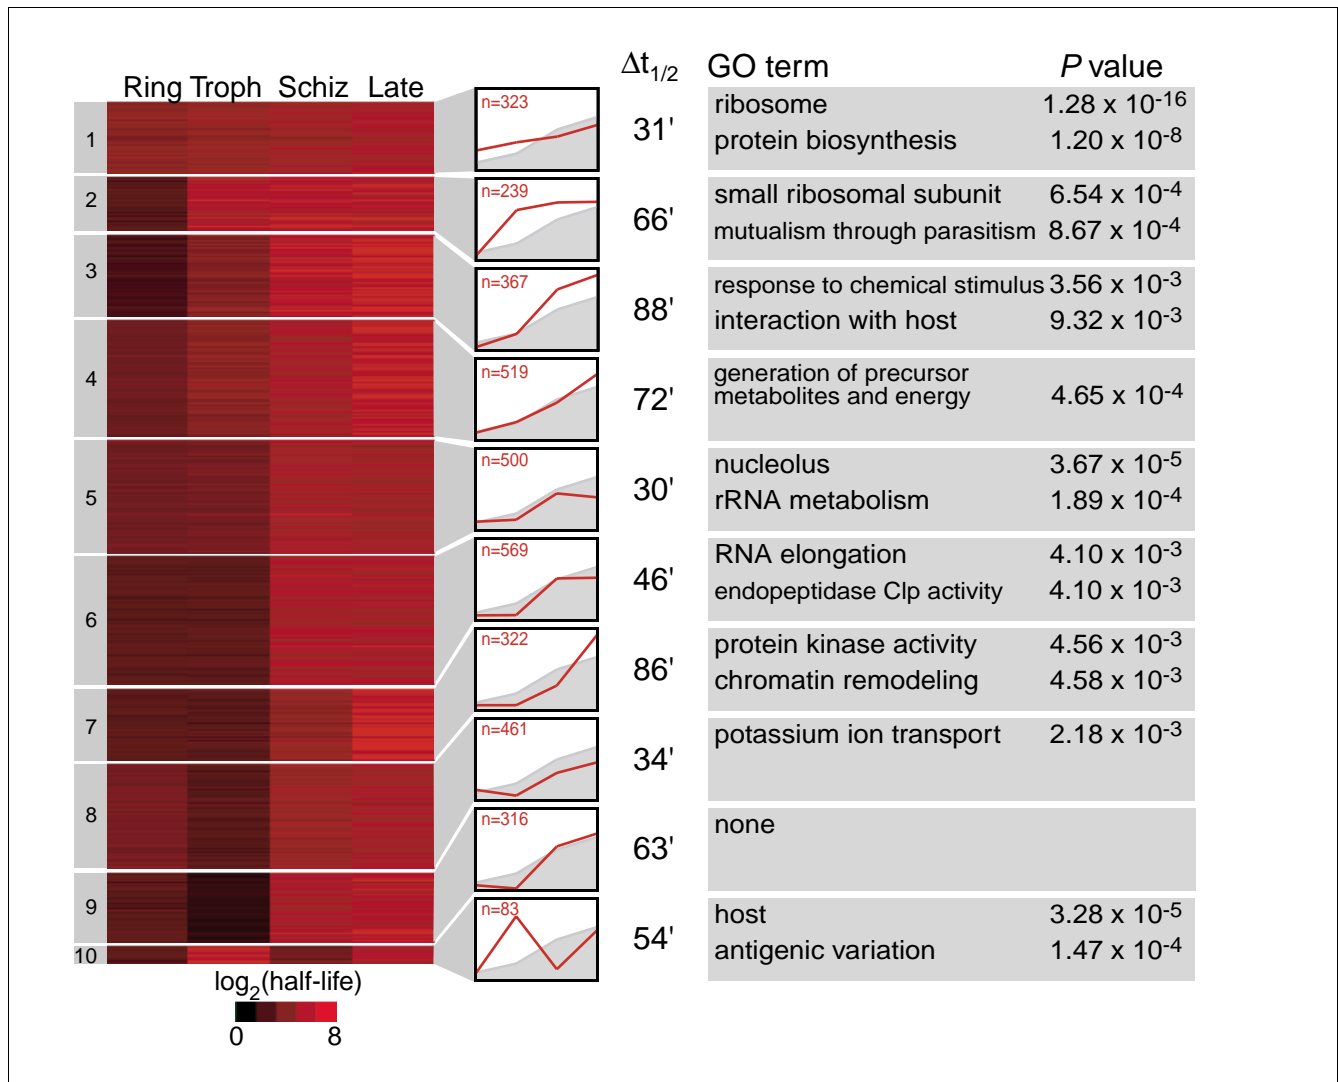 Δt1/2 GO term P value
Ring Troph Schiz Late
1 n=323 31' ribosome 1.28 x 10-16
protein biosynthesis 1.20 x 10-8
2 n=239 66' small ribosomal subunit 6.54 x 10-4
mutualism through parasitism 8.67 x 10-4
3 n=367 88' response to chemical stimulus 3.56 x 10-3
interaction with host 9.32 x 10-3
4 n=519 72' generation of precursor
metabolites and energy 4.65 x 10-4
5 n=500 30' nucleolus 3.67 x 10-5
rRNA metabolism 1.89 x 10-4
6 n=569 46' RNA elongation 4.10 x 10-3
endopeptidase Clp activity 4.10 x 10-3
7 n=322 86' protein kinase activity 4.56 x 10-3
chromatin remodeling 4.58 x 10-3
8 n=461 34' potassium ion transport 2.18 x 10-3
9 n=316 63' none
10 n=83 54' host 3.28 x 10-5
antigenic variation 1.47 x 10-4
log2(half-life)
0 8